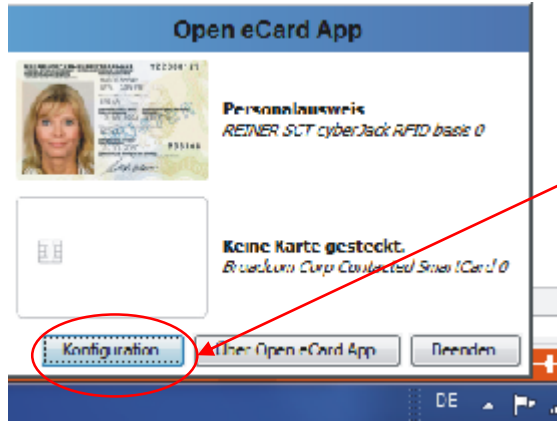 Open eCard App
Personalausweis
REINER SCT cyberJack RFID basis 0
Keine Karte gesteckt.
Broadcom Corp Contacted SmartCard 0
Konfiguration
Über Open eCard App
Beenden
DE